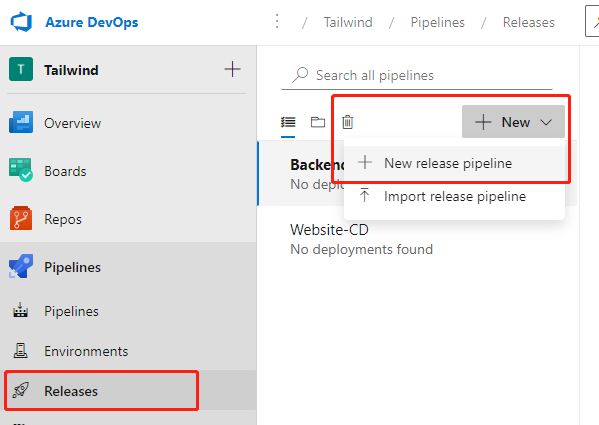 Azure DevOps
/ Tailwind / Pipelines / Releases /
T Tailwind
Search all pipelines
Overview
New
Boards
New release pipeline
Backend
No deplo
Import release pipeline
Repos
Website-CD
No deployments found
Pipelines
Pipelines
Environments
Releases